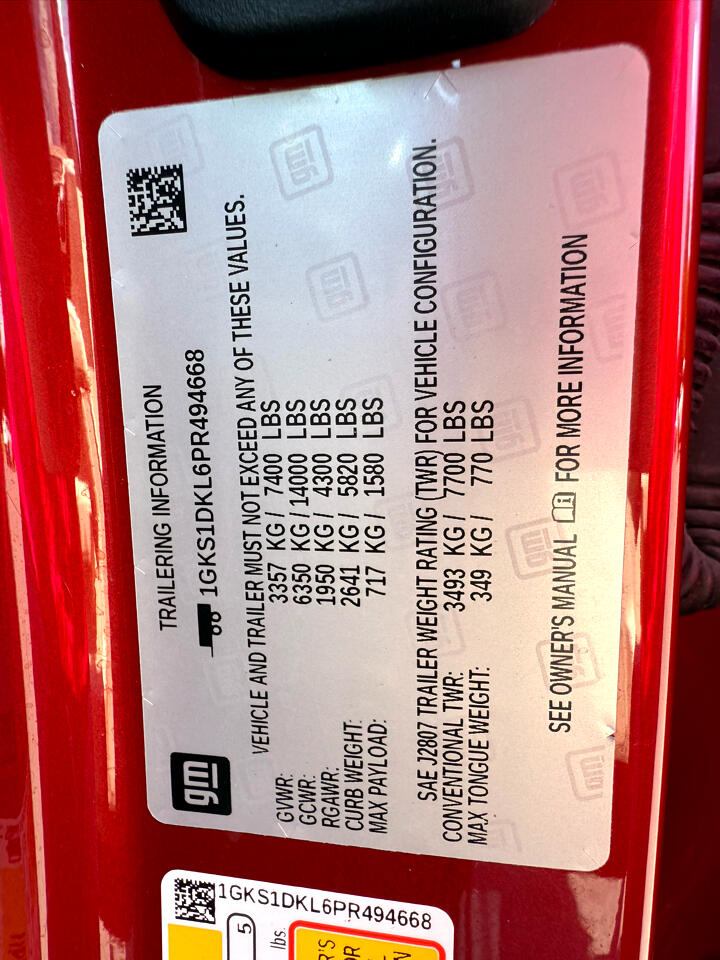 gm
TRAILERING INFORMATION
1GKS1DKL6PR494668
VEHICLE AND TRAILER MUST NOT EXCEED ANY OF THESE VALUES.
GVWR: 3357 KG / 7400 LBS
GCWR: 6350 KG / 14000 LBS
RGAWR: 1950 KG / 4300 LBS
CURB WEIGHT: 2641 KG / 5820 LBS
MAX PAYLOAD: 717 KG / 1580 LBS
SAE J2807 TRAILER WEIGHT RATING (TWR) FOR VEHICLE CONFIGURATION.
CONVENTIONAL TWR: 3493 KG / 7700 LBS
MAX TONGUE WEIGHT: 349 KG / 770 LBS
SEE OWNER'S MANUAL FOR MORE INFORMATION
1GKS1DKL6PR494668
5
lbs.